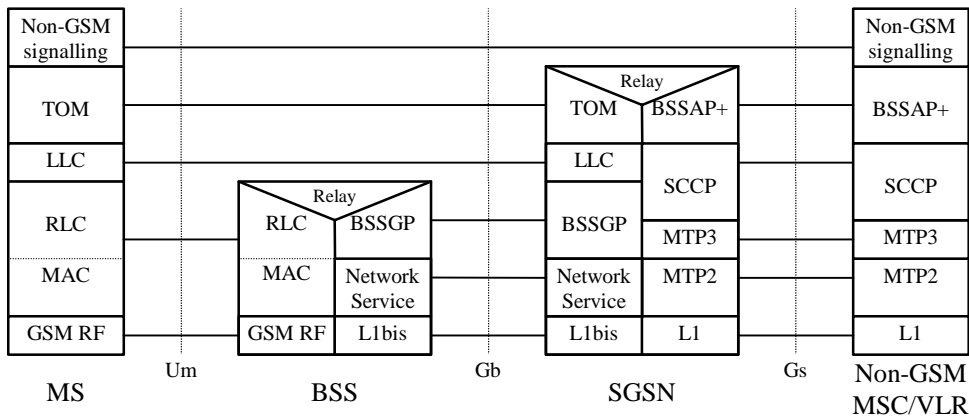 Non-GSM
signalling
Non-GSM
signalling
Relay
TOM
TOM
BSSAP+
BSSAP+
LLC
LLC
SCCP
SCCP
Relay
RLC
RLC
BSSGP
BSSGP
MTP3
MTP3
MAC
MAC
Network
Service
Network
Service
MTP2
MTP2
GSM RF
GSM RF
L1bis
L1bis
L1
L1
Um
Gb
Gs
MS
BSS
SGSN
Non-GSM
MSC/VLR